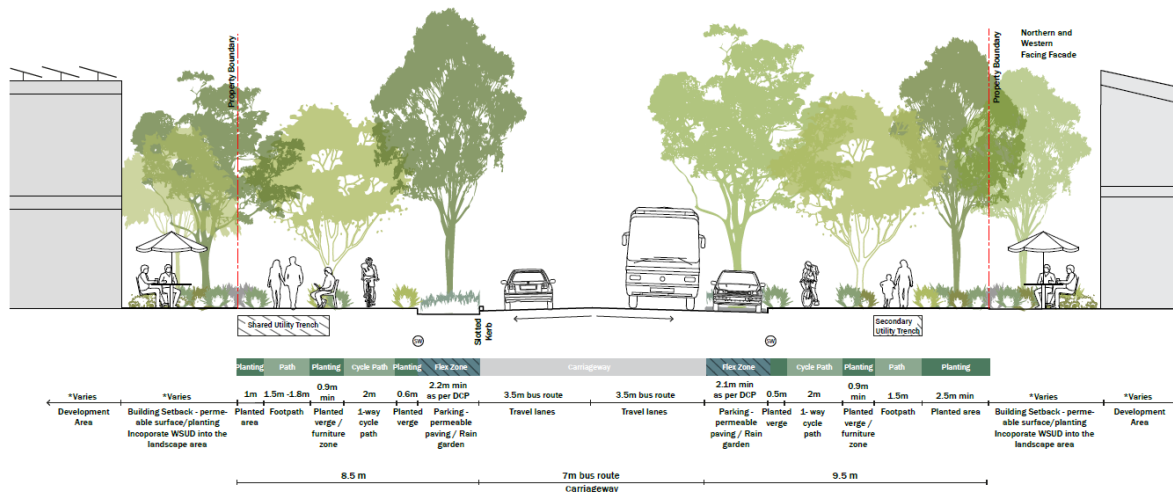 Northern and
Western
Facing Facade
Property Boundary
Property Boundary
Shared Utility Trench
SW
Slotted
Kerb
SW
Secondary
Utility
Trench
Planting Path Planting Cycle Path Planting Flex Zone Carriageway Flex Zone Cycle Path Planting Path Planting
*Varies *Varies 1m 1.5m -1.8m 0.9m min 2m 0.6m 2.2m min as per DCP 3.5m bus route 3.5m bus route 2.1m min as per DCP 0.5m 2m 0.9m min 1.5m 2.5m min *Varies *Varies
Development
Area
Building Setback - perme-
able surface/planting
Incoporate WSUD into the
landscape area
Planted
area
Footpath
Planted
verge /
furniture
zone
1-way
cycle
path
Planted
verge
Parking -
permeable
paving / Rain
garden
Travel lanes
Travel lanes
Parking -
permeable
paving / Rain
garden
Planted
verge
1- way
cycle
path
Planted
verge /
furniture
zone
Footpath
Planted area
Building Setback - perme-
able surface/planting
Incoporate WSUD into the
landscape area
Development
Area
8.5 m 7m bus route 9.5 m
Carriageway